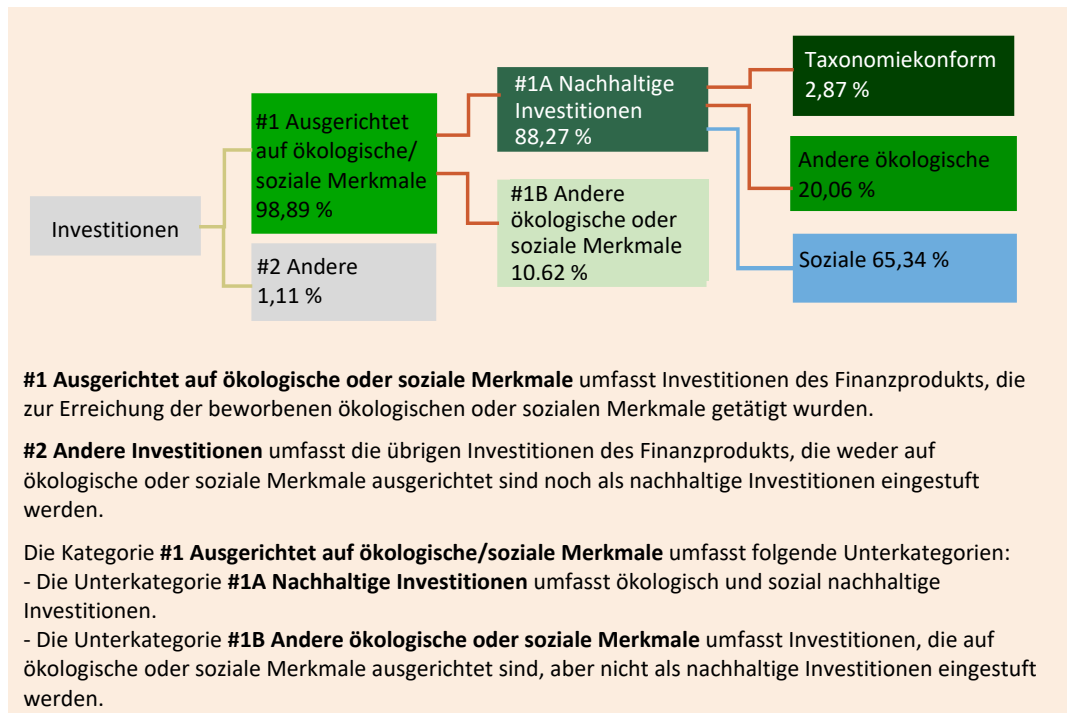 Investitionen
#1 Ausgerichtet
auf ökologische/
soziale Merkmale
98,89 %
#2 Andere
1,11 %
#1A Nachhaltige
Investitionen
88,27 %
#1B Andere
ökologische oder
soziale Merkmale
10.62 %
Taxonomiekonform
2,87 %
Andere ökologische
20,06 %
Soziale 65,34 %
#1 Ausgerichtet auf ökologische oder soziale Merkmale umfasst Investitionen des Finanzprodukts, die
zur Erreichung der beworbenen ökologischen oder sozialen Merkmale getätigt wurden.
#2 Andere Investitionen umfasst die übrigen Investitionen des Finanzprodukts, die weder auf
ökologische oder soziale Merkmale ausgerichtet sind noch als nachhaltige Investitionen eingestuft
werden.
Die Kategorie #1 Ausgerichtet auf ökologische/soziale Merkmale umfasst folgende Unterkategorien:
- Die Unterkategorie #1A Nachhaltige Investitionen umfasst ökologisch und sozial nachhaltige
Investitionen.
- Die Unterkategorie #1B Andere ökologische oder soziale Merkmale umfasst Investitionen, die auf
ökologische oder soziale Merkmale ausgerichtet sind, aber nicht als nachhaltige Investitionen eingestuft
werden.